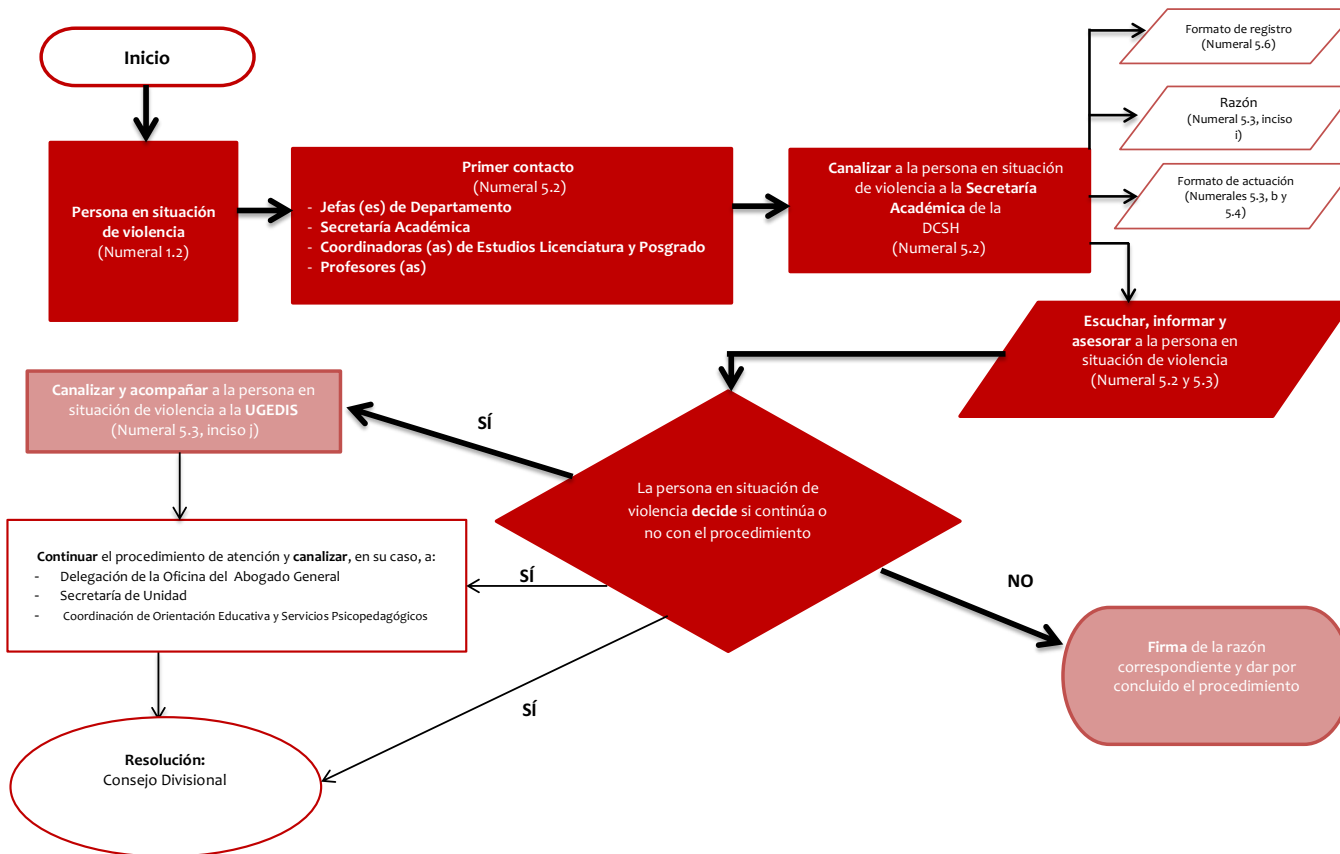 Inicio
Persona en situación
de violencia
(Numeral 1.2)
Primer contacto
(Numeral 5.2)
- Jefas (es) de Departamento
- Secretaría Académica
- Coordinadoras (as) de Estudios Licenciatura y Posgrado
- Profesores (as)
Canalizar a la persona en situación
de violencia a la Secretaría
Académica de la
DCSH
(Numeral 5.2)
Formato de registro
(Numeral 5.6)
Razón
(Numeral 5.3, inciso
i)
Formato de actuación
(Numerales 5.3, b y
5.4)
Escuchar, informar y
asesorar a la persona en
situación de violencia
(Numeral 5.2 y 5.3)
La persona en situación de
violencia decide si continúa o
no con el procedimiento
SÍ
Canalizar y acompañar a la persona en
situación de violencia a la UGEDIS
(Numeral 5.3, inciso j)
SÍ
Continuar el procedimiento de atención y canalizar, en su caso, a:
- Delegación de la Oficina del Abogado General
- Secretaría de Unidad
- Coordinación de Orientación Educativa y Servicios Psicopedagógicos
SÍ
Resolución:
Consejo Divisional
NO
Firma de la razón
correspondiente y dar por
concluido el procedimiento